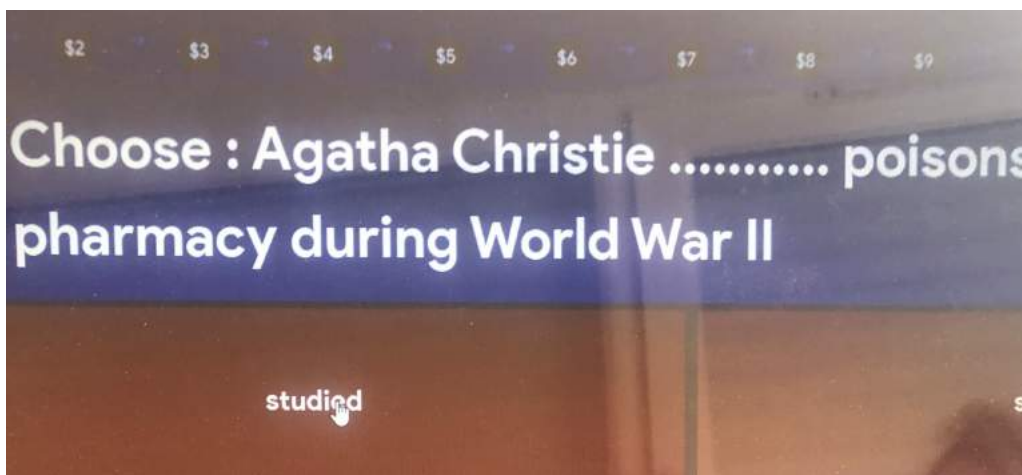 $2 $3 $4 $5 $6 $7 $8 $9
Choose : Agatha Christie ........... poisons
pharmacy during World War II
studied